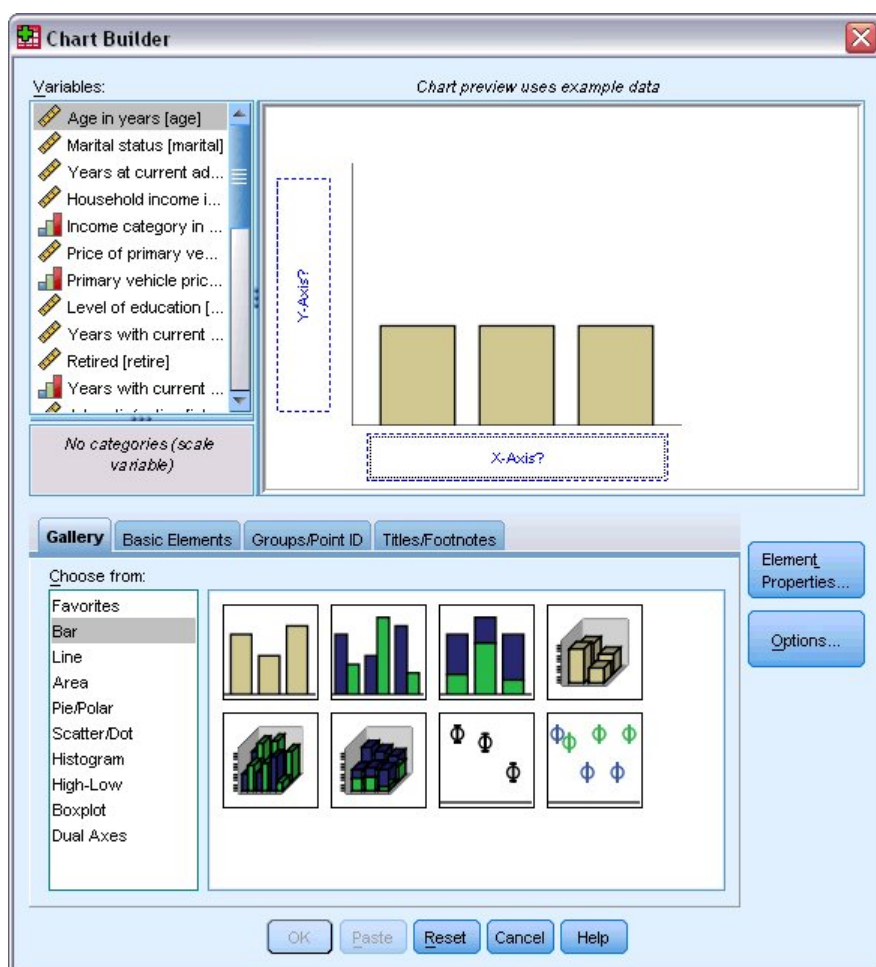 Chart Builder
Variables:
Chart preview uses example data
Age in years [age]
Marital status [marital]
Years at current ad...
Household income i...
Income category in ...
Price of primary ve...
Primary vehicle pric...
Level of education [...
Years with current ...
Retired [retire]
Years with current ...
No categories (scale
variable)
Y-Axis?
X-Axis?
Gallery
Basic Elements
Groups/Point ID
Titles/Footnotes
Choose from:
Favorites
Bar
Line
Area
Pie/Polar
Scatter/Dot
Histogram
High-Low
Boxplot
Dual Axes
Element
Properties...
Options...
OK
Paste
Reset
Cancel
Help